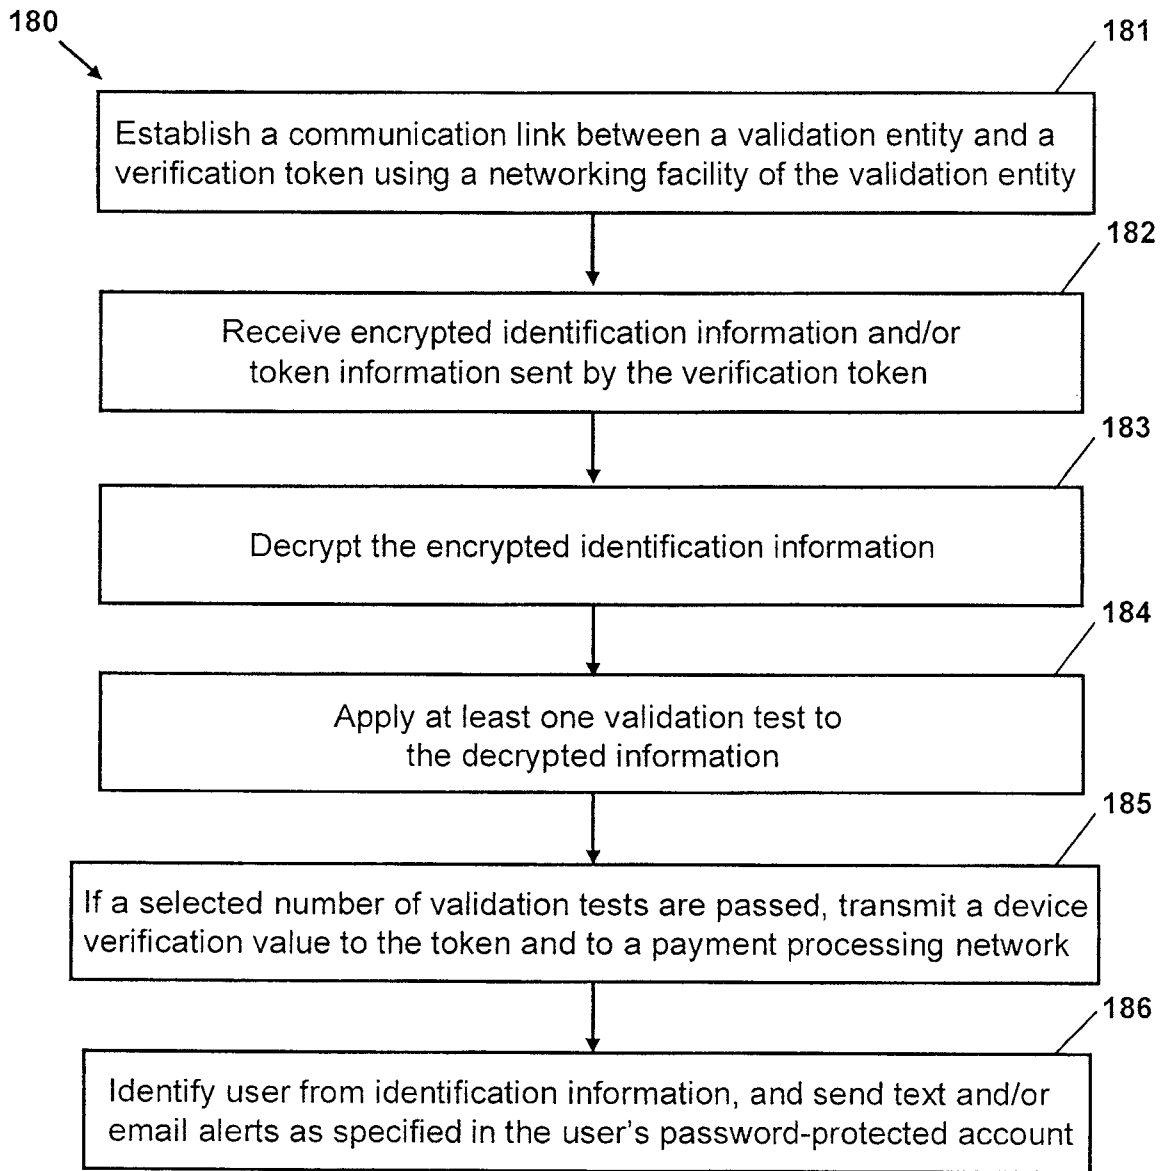 180
181
Establish a communication link between a validation entity and a
verification token using a networking facility of the validation entity
182
Receive encrypted identification information and/or
token information sent by the verification token
183
Decrypt the encrypted identification information
184
Apply at least one validation test to
the decrypted information
185
If a selected number of validation tests are passed, transmit a device
verification value to the token and to a payment processing network
186
Identify user from identification information, and send text and/or
email alerts as specified in the user's password-protected account